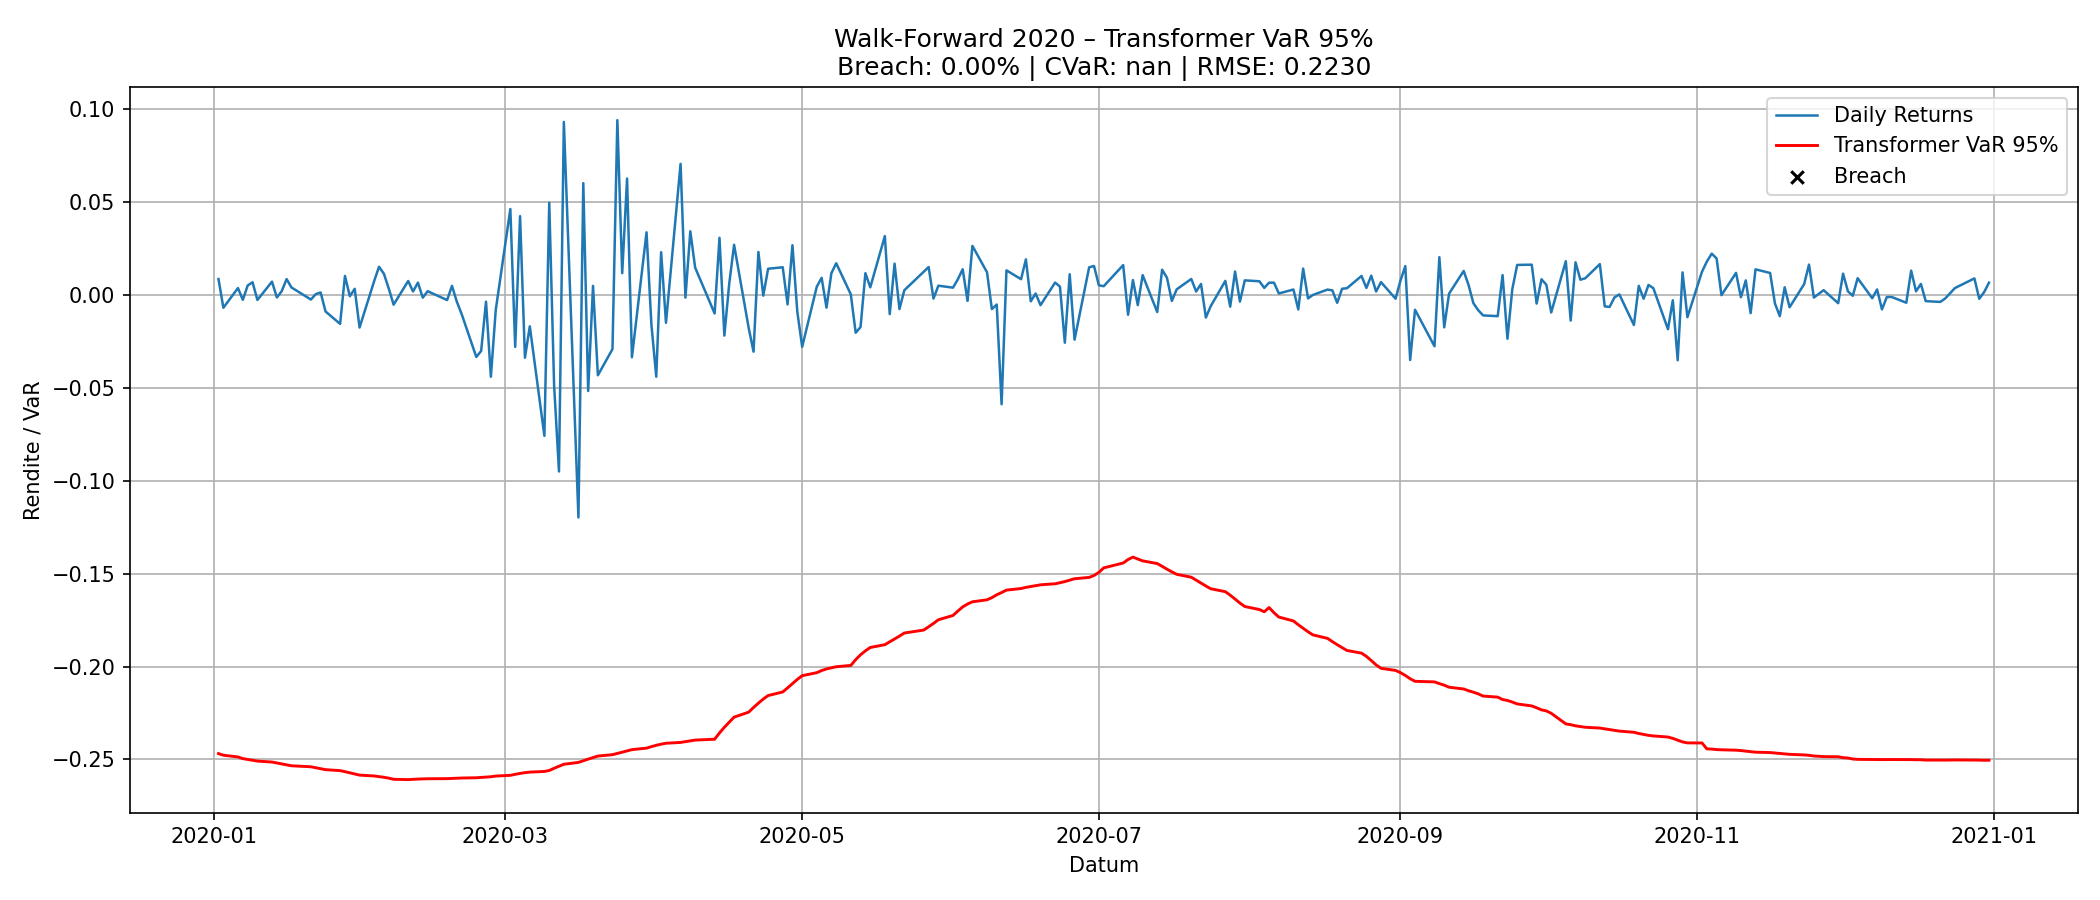 Walk-Forward 2020 – Transformer VaR 95%
Breach: 0.00% | CVaR: nan | RMSE: 0.2230
Daily Returns
Transformer VaR 95%
Breach
Rendite / VaR
0.10
0.05
0.00
−0.05
−0.10
−0.15
−0.20
−0.25
2020-01
2020-03
2020-05
2020-07
2020-09
2020-11
2021-01
Datum